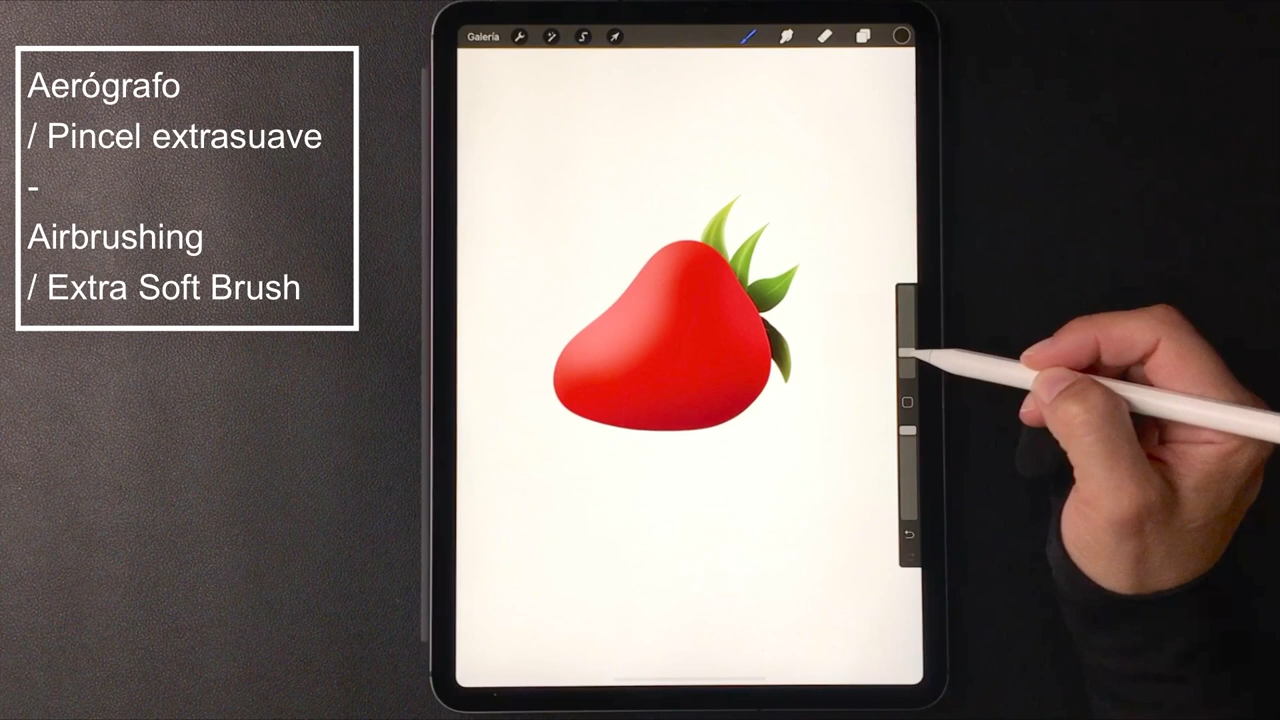 Aerógrafo
/ Pincel extrasuave
-
Airbrushing
/ Extra Soft Brush
Galería